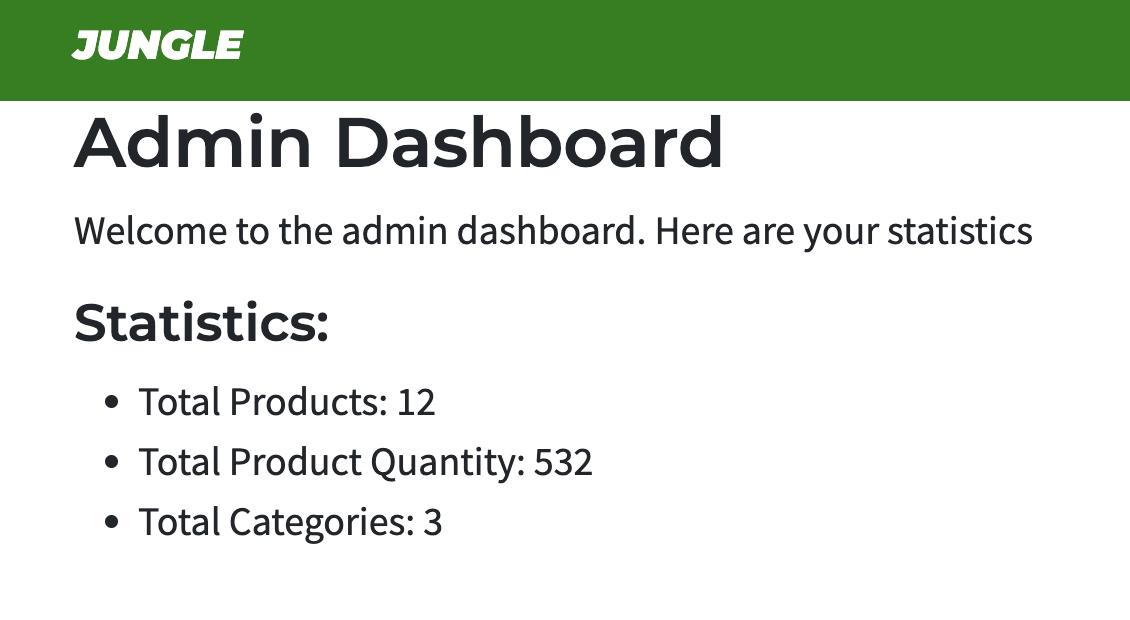 JUNGLE
Admin Dashboard
Welcome to the admin dashboard. Here are your statistics
Statistics:
• Total Products: 12
• Total Product Quantity: 532
• Total Categories: 3